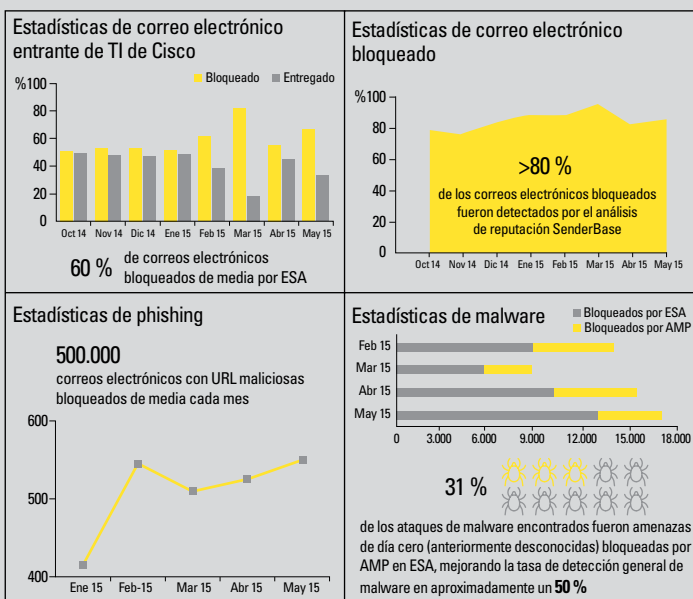 Estadísticas de correo electrónico
entrante de TI de Cisco
%100
80
60
40
20
0
Bloqueado
Entregado
Oct 14 Nov 14 Dic 14 Ene 15 Feb 15 Mar 15 Abr 15 May 15
60 % de correos electrónicos
bloqueados de media por ESA
Estadísticas de correo electrónico
bloqueado
%100
80
60
40
20
0
>80 %
de los correos electrónicos bloqueados
fueron detectados por el análisis
de reputación SenderBase
Oct 14 Nov 14 Dic 14 Ene 15 Feb 15 Mar 15 Abr 15 May 15
Estadísticas de phishing
500.000
correos electrónicos con URL maliciosas
bloqueados de media cada mes
600
500
400
Ene 15 Feb-15 Mar 15 Abr 15 May 15
Estadísticas de malware
Bloqueados por ESA
Bloqueados por AMP
Feb 15
Mar 15
Abr 15
May 15
0 3.000 6.000 9.000 12.000 15.000 18.000
31 %
de los ataques de malware encontrados fueron amenazas
de día cero (anteriormente desconocidas) bloqueadas por
AMP en ESA, mejorando la tasa de detección general de
malware en aproximadamente un 50 %